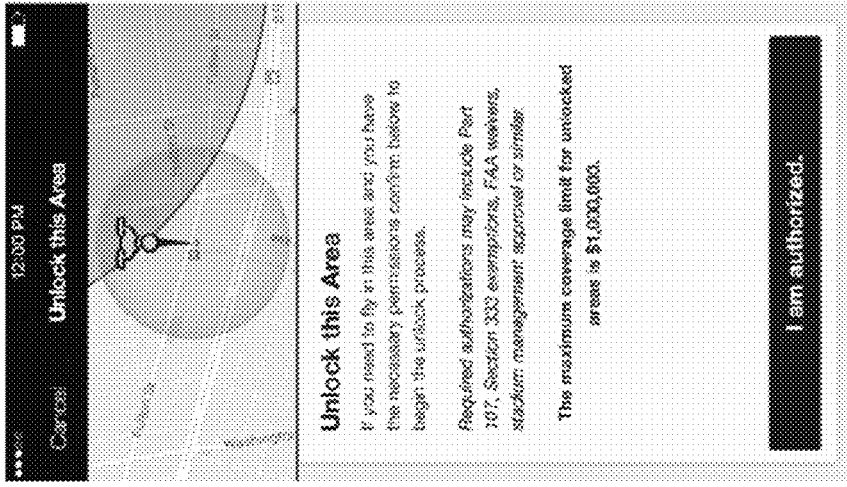 12:00 PM
Cancel Unlock this Area
Unlock this Area
If you need to fly in this area and you have
the necessary permissions confirm below to
begin the unlock process.
Required authorizations may include Part
107, Section 333 exemptions, FAA waivers,
stadium management approval or similar.
The maximum coverage limit for unlocked
areas is $1,000,000.
I am authorized.